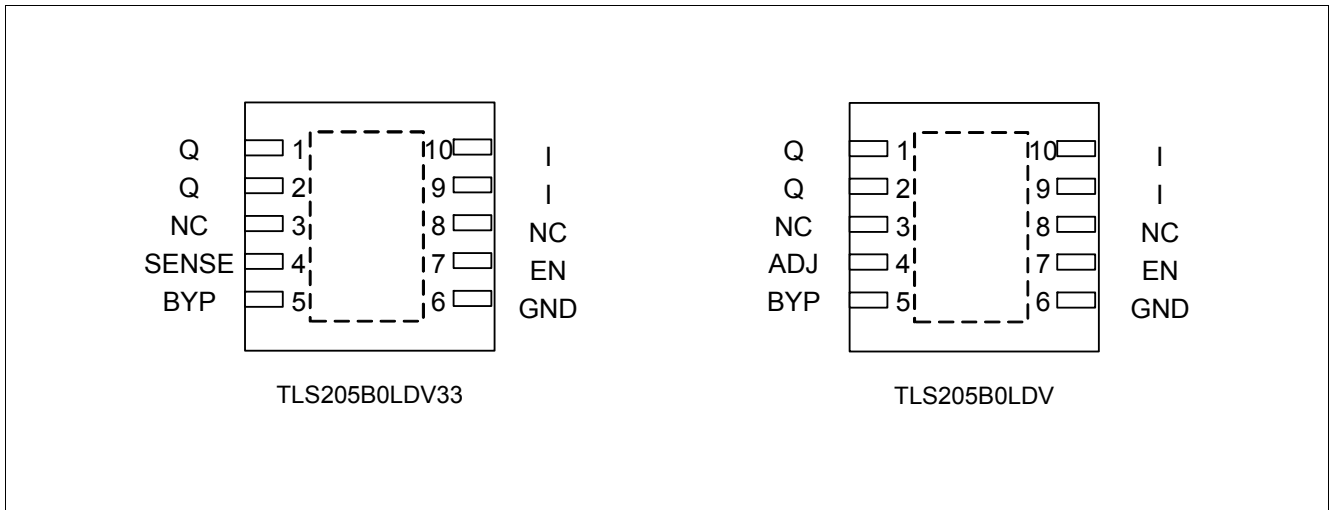 Q 1 10 I
Q 2 9 I
NC 3 8 NC
SENSE 4 7 EN
BYP 5 6 GND
TLS205B0LDV33
Q 1 10 I
Q 2 9 I
NC 3 8 NC
ADJ 4 7 EN
BYP 5 6 GND
TLS205B0LDV